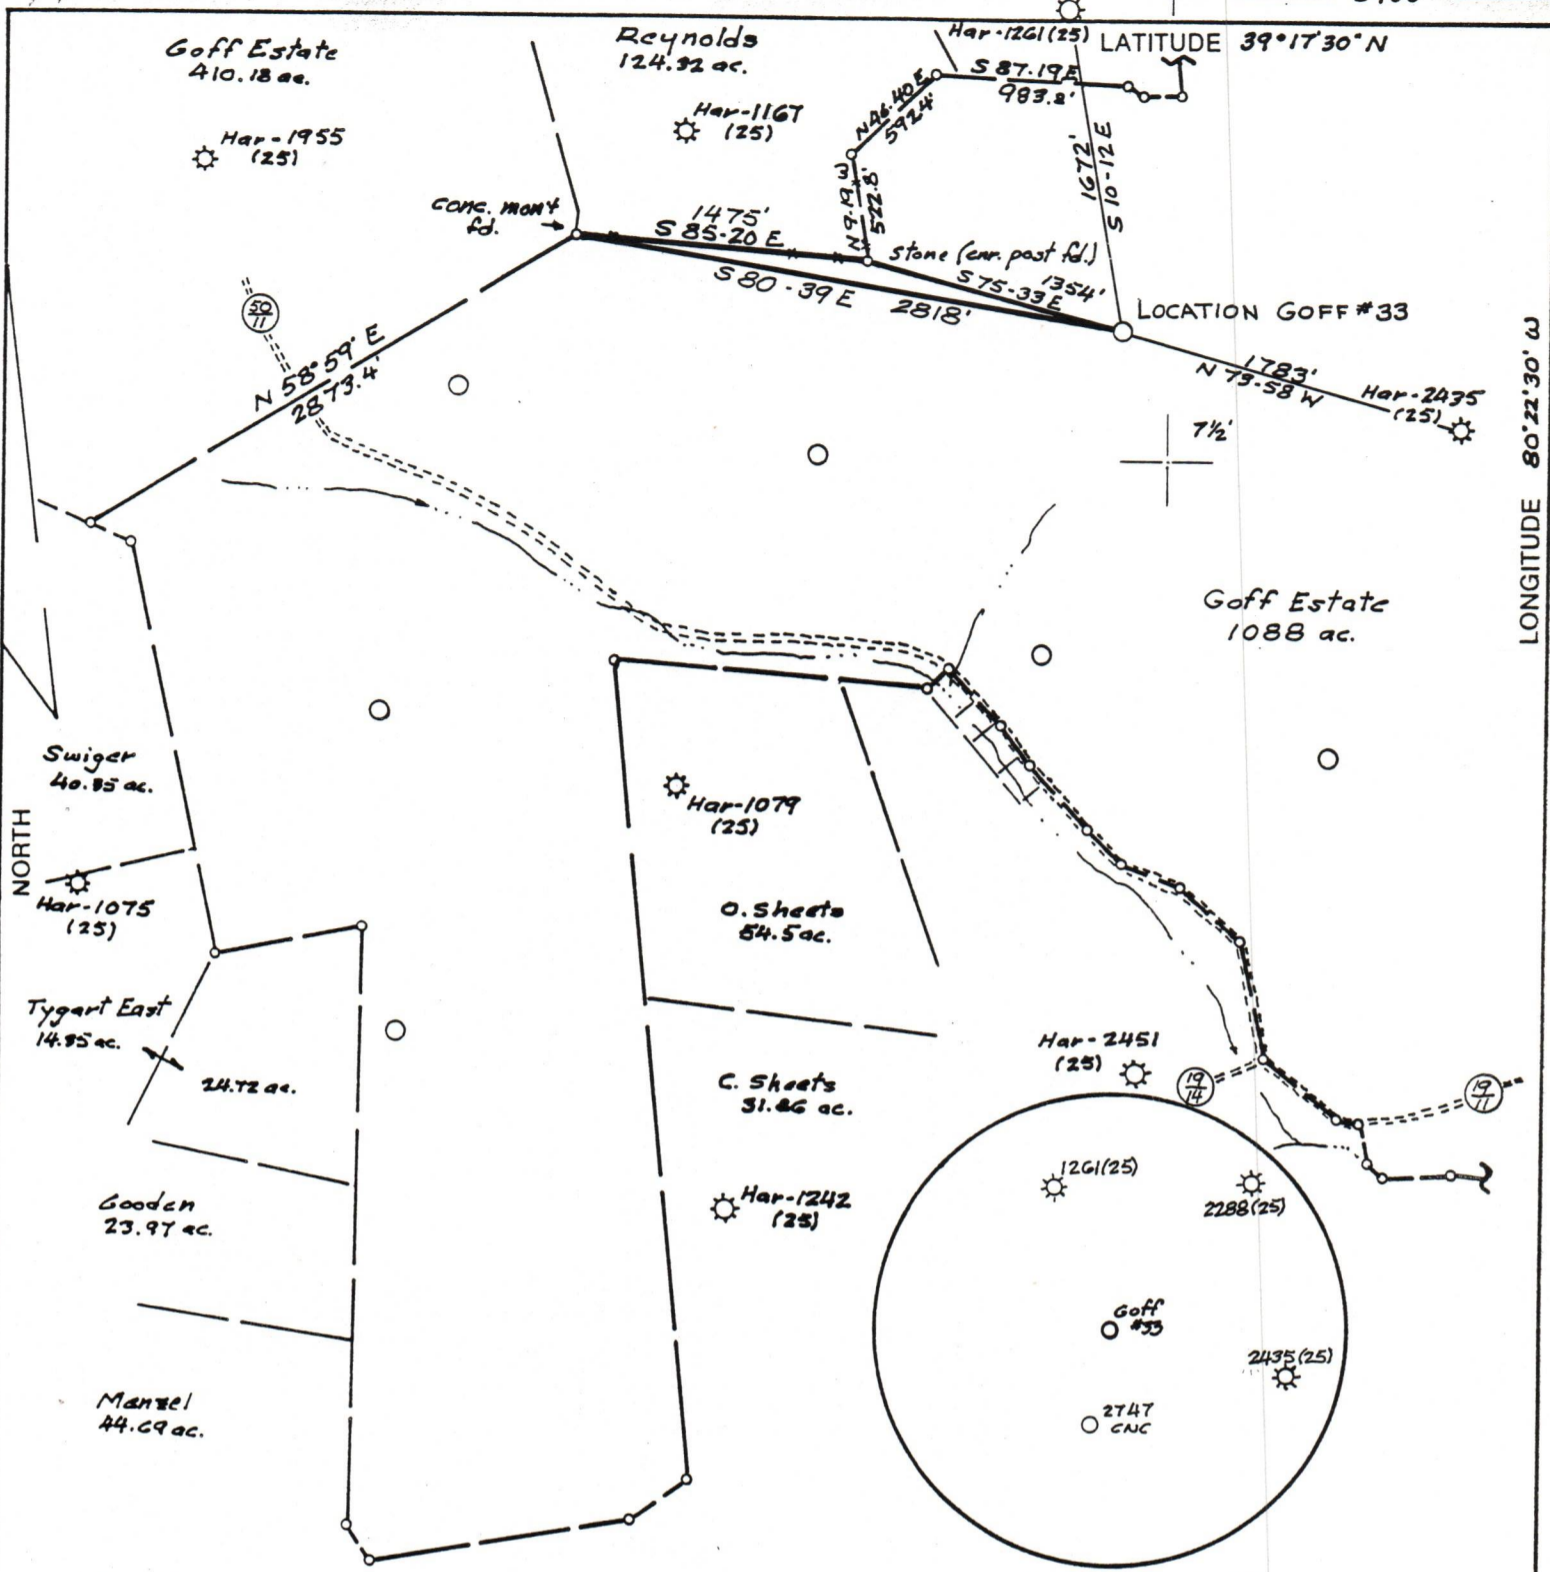 Har-1261(25)
LATITUDE 39°17'30"N
Goff Estate
410.18 ac.
Reynolds
124.32 ac.
S 87.19 E
983.2'
N 46.40 E
592.4'
Har-1955
(25)
Har-1167
(25)
1672'
S 10-12 E
N 9.19 W
522.8'
conc. mon't
fd.
1475'
S 85-20 E
stone (cnr. post fd.)
1354'
S 75-33 E
S 80-39 E 2818'
LOCATION GOFF #33
50
11
N 58° 59' E
2873.4'
1783'
N 73-58 W
Har-2435
(25)
7½'
LONGITUDE 80°22'30" W
Goff Estate
1088 ac.
Swiger
40.85 ac.
NORTH
Har-1079
(25)
Har-1075
(25)
O. Sheets
54.5 ac.
Tygart East
14.85 ac.
24.72 ac.
C. Sheets
31.86 ac.
Har-2451
(25)
19
14
19
11
Gooden
23.97 ac.
Har-1242
(25)
1261(25)
2288(25)
Goff
#33
2435(25)
2747
CNC
44.69 ac.